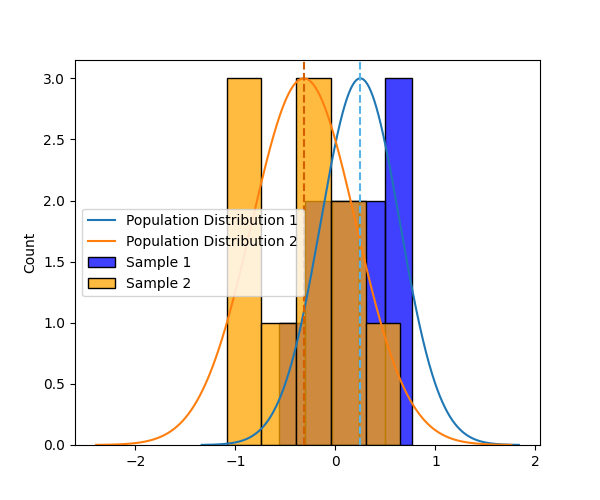 3.0
2.5
2.0
1.5
1.0
0.5
0.0
Count
Population Distribution 1
Population Distribution 2
Sample 1
Sample 2
−2
−1
0
1
2